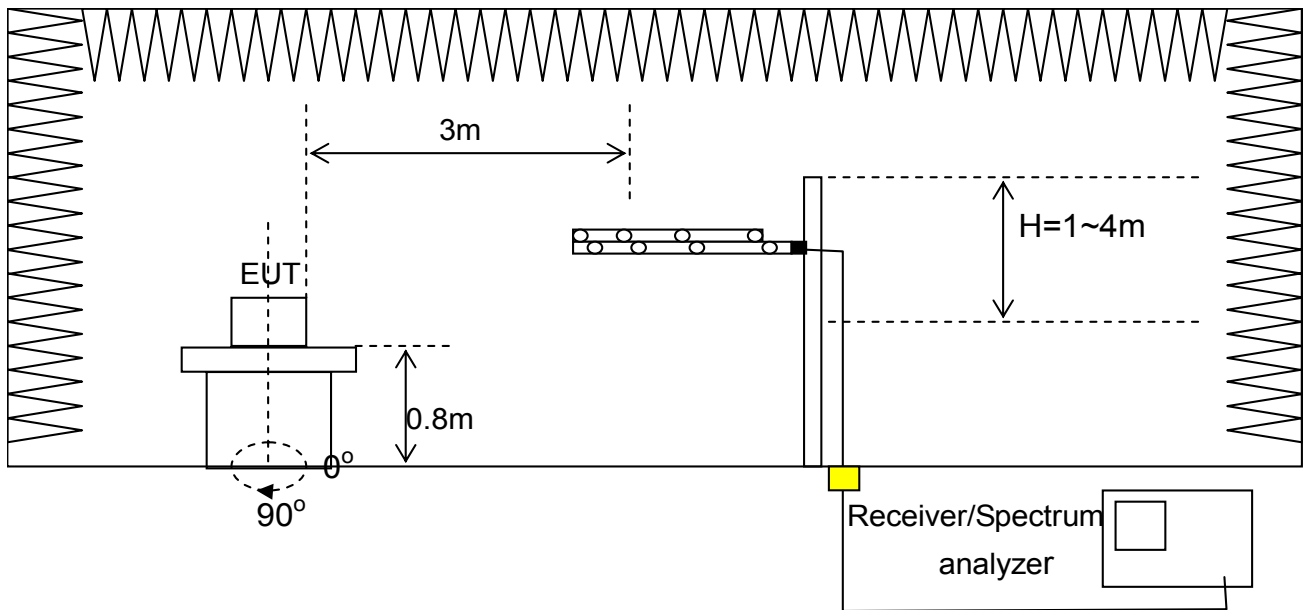 3m
H=1~4m
EUT
0.8m
0°
90°
Receiver/Spectrum
analyzer